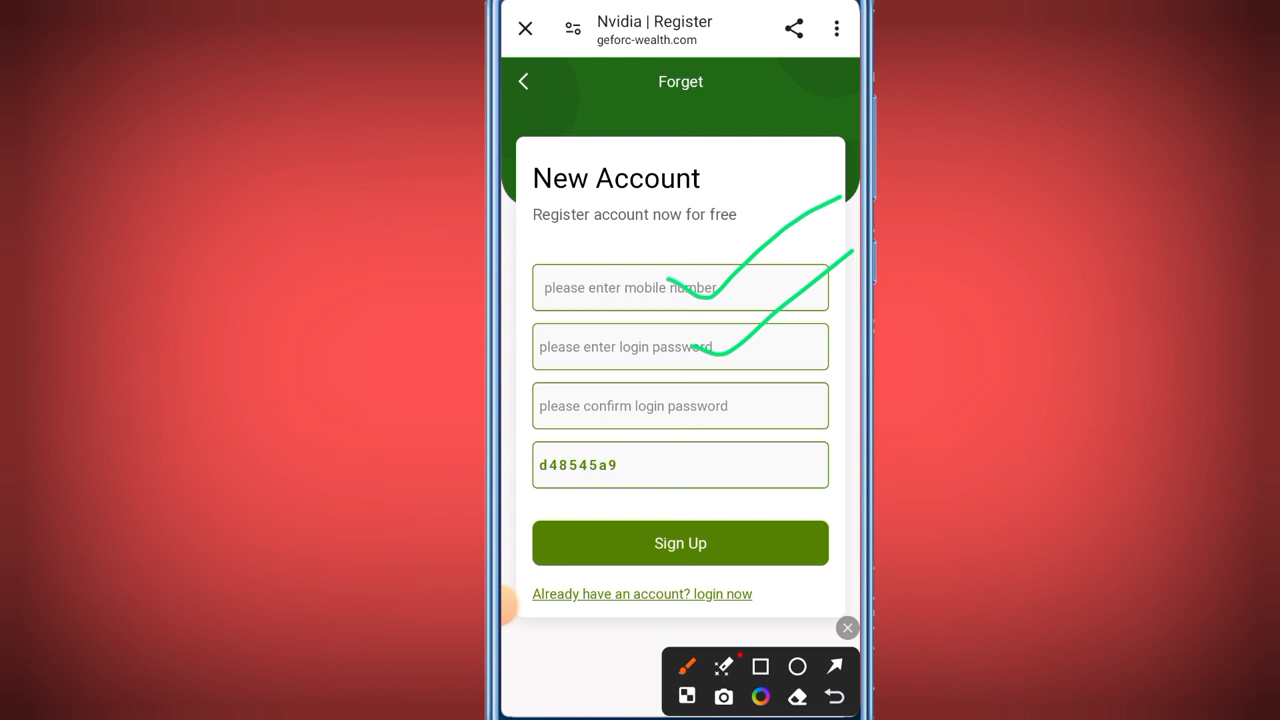 Nvidia | Register
geforc-wealth.com
Forget
New Account
Register account now for free
please enter mobile number
please enter login password
please confirm login password
d48545a9
Sign Up
Already have an account? login now